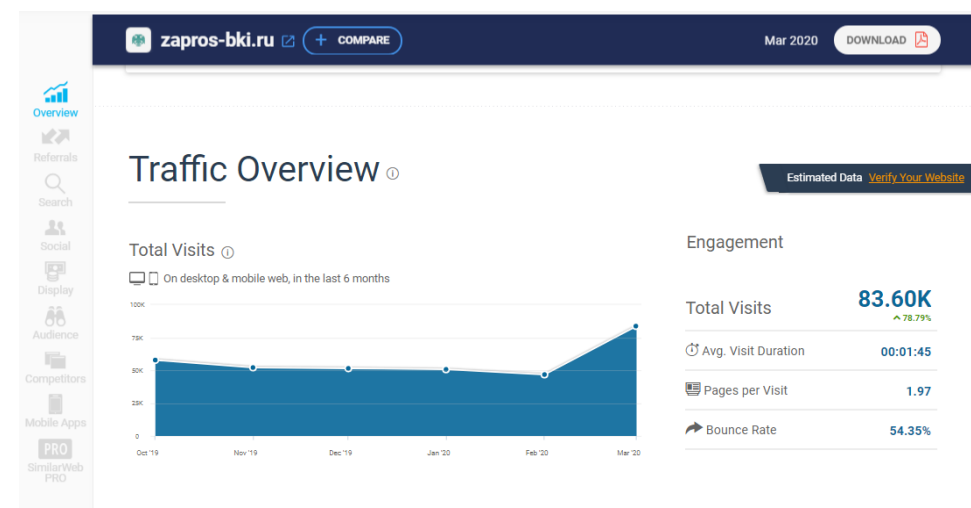 zapros-bki.ru
+ COMPARE
Mar 2020
DOWNLOAD
Overview
Referrals
Search
Social
Display
Audience
Competitors
Mobile Apps
PRO
SimilarWeb
PRO
Traffic Overview
Estimated Data Verify Your Website
Total Visits
On desktop & mobile web, in the last 6 months
100K
75K
50K
25K
0
Oct '19
Nov '19
Dec '19
Jan '20
Feb '20
Mar '20
Engagement
Total Visits
83.60K
78.79%
Avg. Visit Duration
00:01:45
Pages per Visit
1.97
Bounce Rate
54.35%